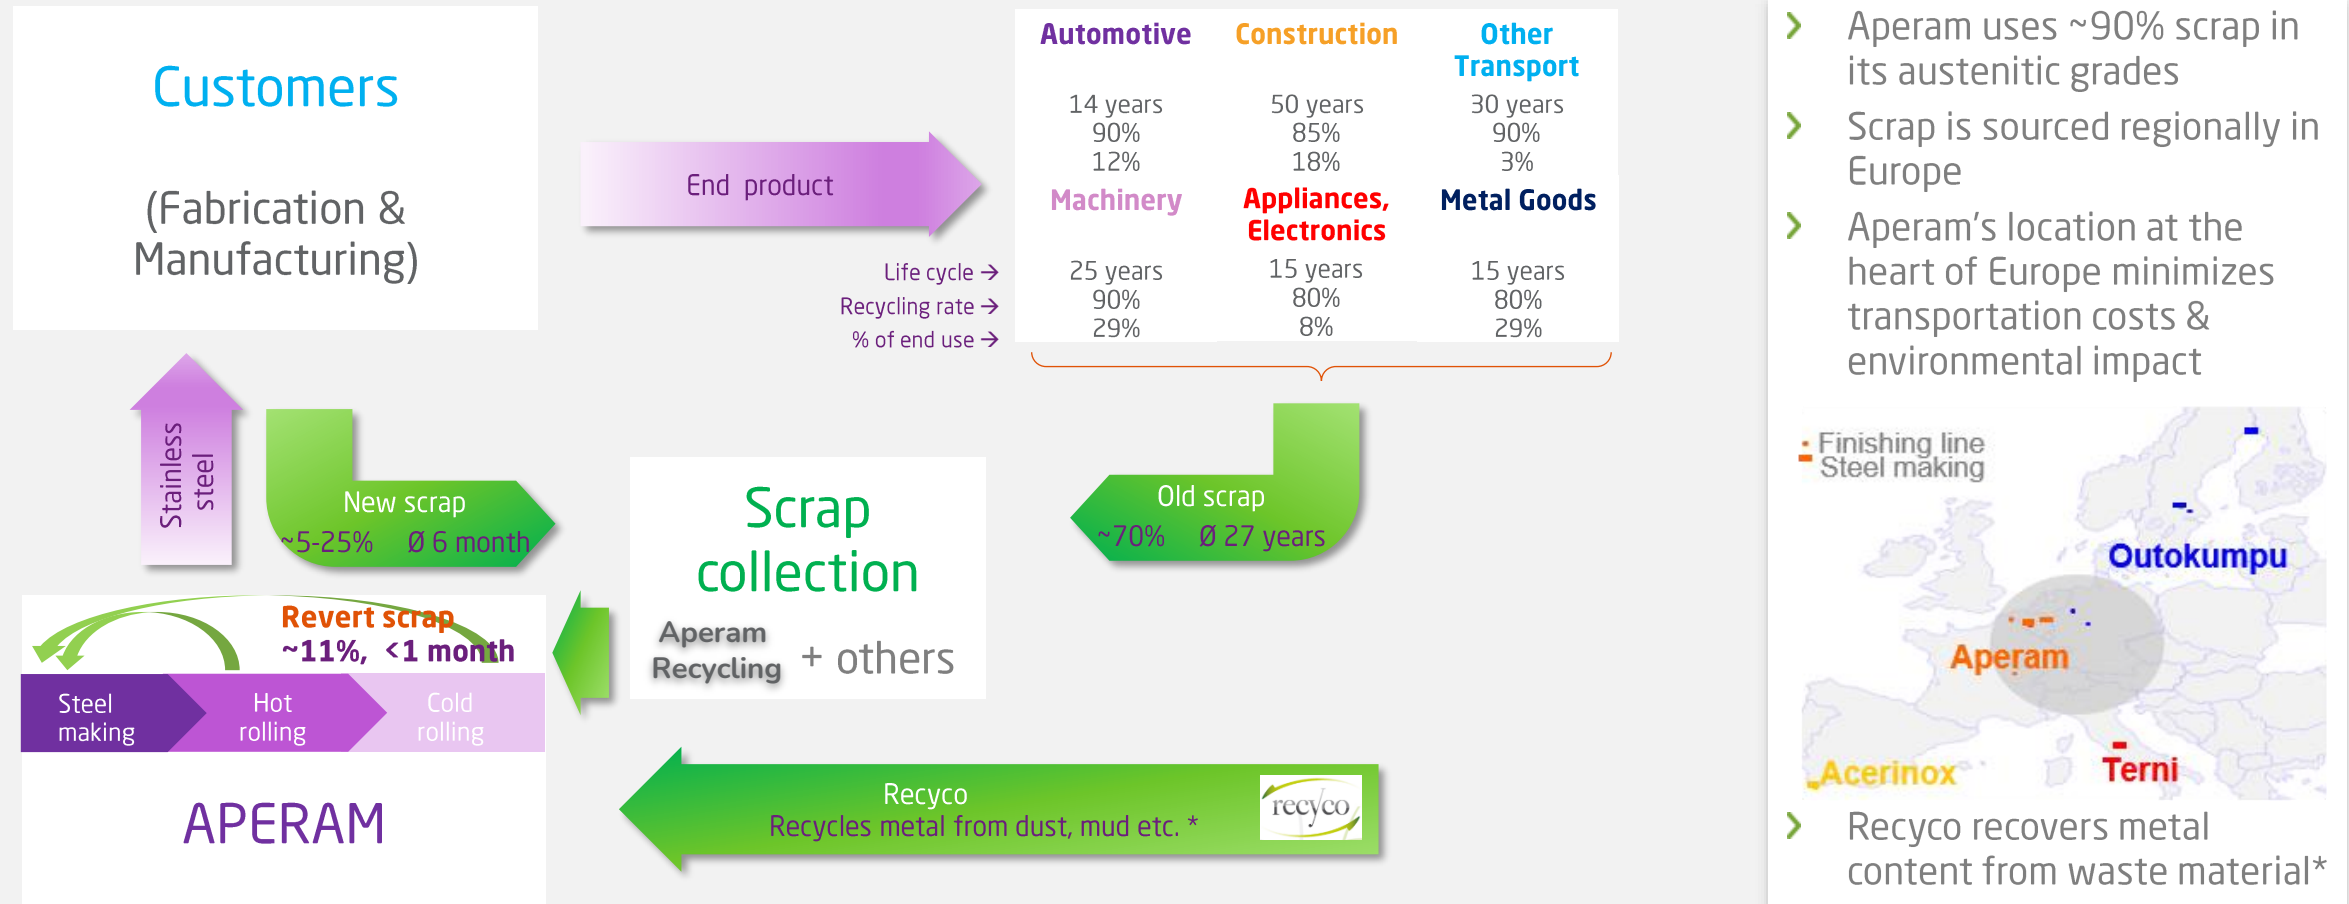 Customers
(Fabrication &
Manufacturing)
End product
Automotive
14 years
90%
12%
Construction
50 years
85%
18%
Other
Transport
30 years
90%
3%
Machinery
25 years
90%
29%
Appliances,
Electronics
15 years
80%
8%
Metal Goods
15 years
80%
29%
Life cycle →
Recycling rate →
% of end use →
Stainless
steel
New scrap
~5-25% Ø 6 month
Scrap
collection
Aperam
Recycling
+ others
Old scrap
~70% Ø 27 years
Revert scrap
~11%, <1 month
Steel
making
Hot
rolling
Cold
rolling
APERAM
Recyco
Recycles metal from dust, mud etc. *
recyco
Aperam uses ~90% scrap in
its austenitic grades
Scrap is sourced regionally in
Europe
Aperam’s location at the
heart of Europe minimizes
transportation costs &
environmental impact
Finishing line
Steel making
Outokumpu
Aperam
Acerinox
Terni
Recyco recovers metal
content from waste material*